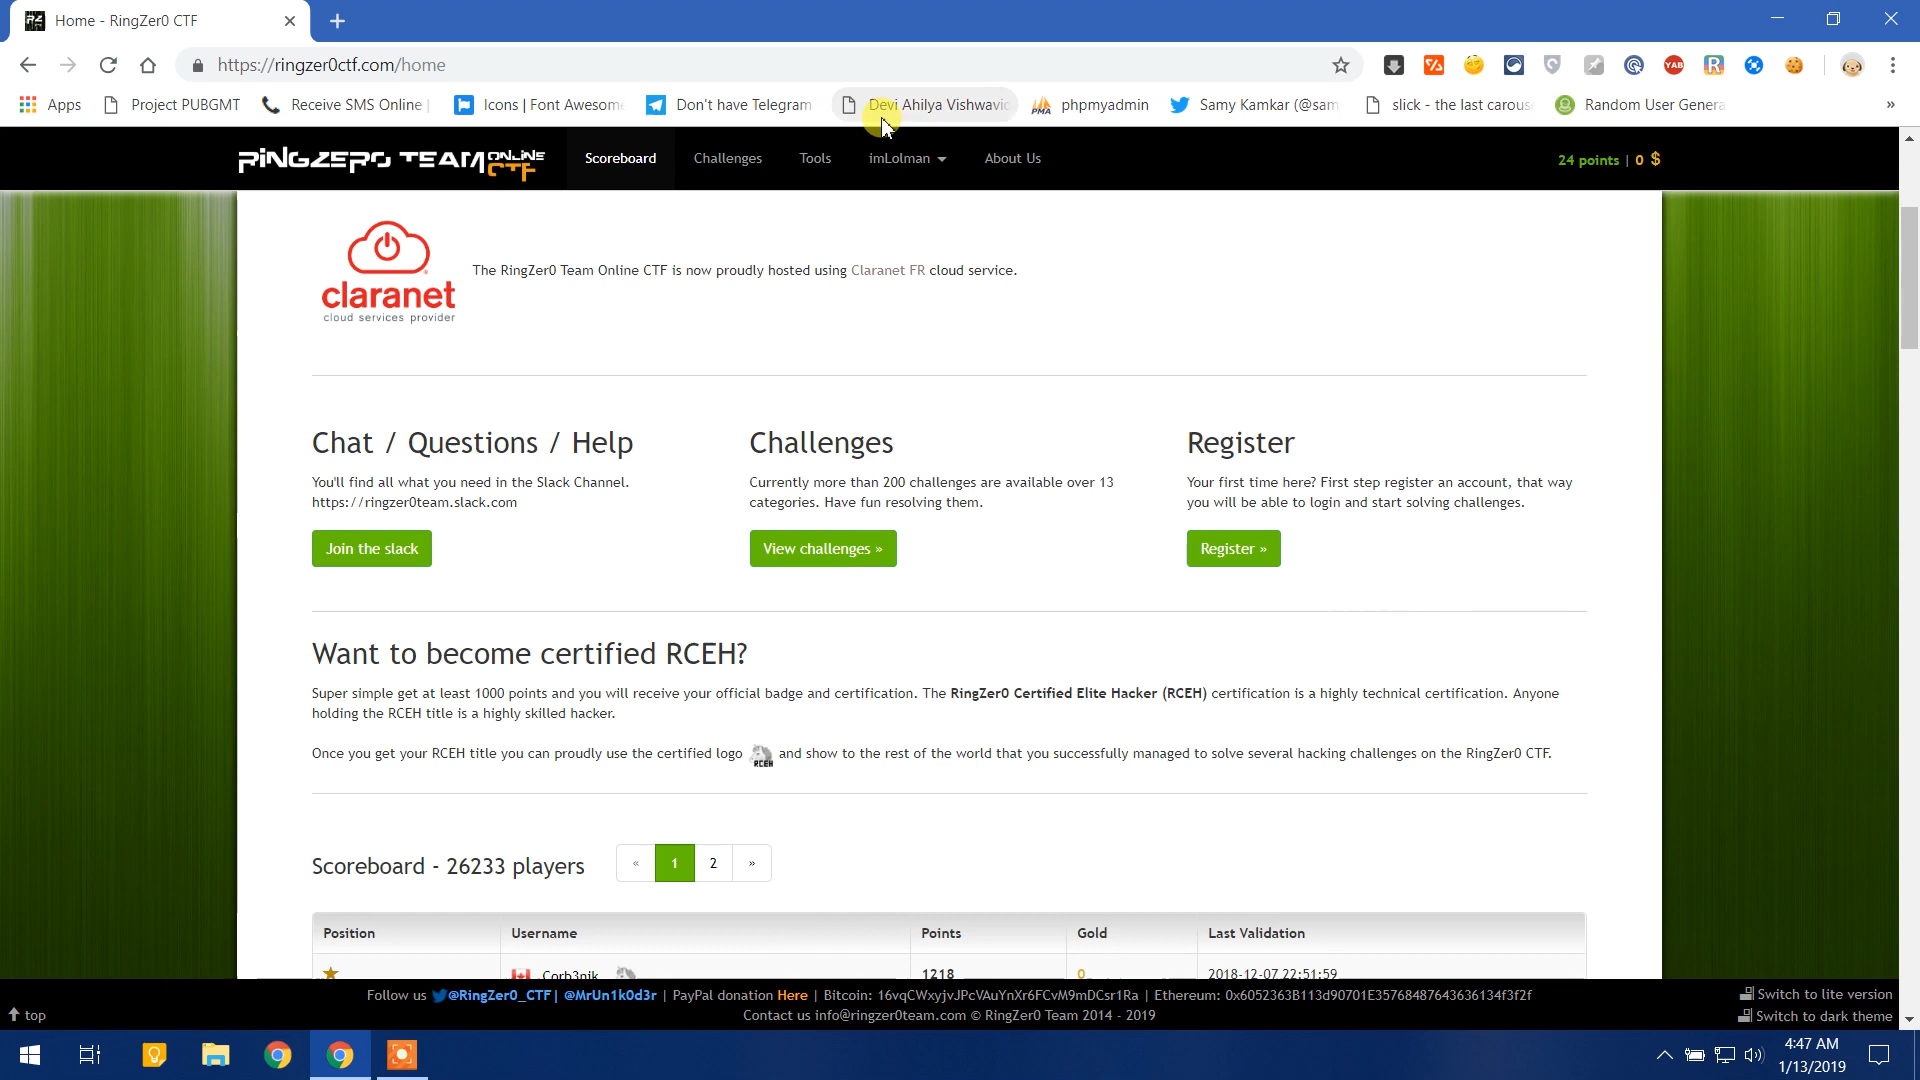 Home - RingZer0 CTF
https://ringzer0ctf.com/home
YAB
Apps
Project PUBGMT
Receive SMS Online |
Icons | Font Awesome
Don't have Telegram
Devi Ahilya Vishwavid
PMA
phpmyadmin
Samy Kamkar (@sam
slick - the last carous
Random User Genera
»
RINGZER0 TEAM ONLINE CTF
Scoreboard
Challenges
Tools
imLolman
About Us
24 points | 0 $
claranet
cloud services provider
The RingZer0 Team Online CTF is now proudly hosted using Claranet FR cloud service.
Chat / Questions / Help
You'll find all what you need in the Slack Channel.
https://ringzer0team.slack.com
Join the slack
Challenges
Currently more than 200 challenges are available over 13
categories. Have fun resolving them.
View challenges »
Register
Your first time here? First step register an account, that way
you will be able to login and start solving challenges.
Register »
Want to become certified RCEH?
Super simple get at least 1000 points and you will receive your official badge and certification. The RingZer0 Certified Elite Hacker (RCEH) certification is a highly technical certification. Anyone
holding the RCEH title is a highly skilled hacker.
Once you get your RCEH title you can proudly use the certified logo RCEH and show to the rest of the world that you successfully managed to solve several hacking challenges on the RingZer0 CTF.
Scoreboard - 26233 players
« 1 2 »
Position Username Points Gold Last Validation
Corb3nik 1218 0 2018-12-07 22:51:59
Follow us @RingZer0_CTF | @MrUn1k0d3r | PayPal donation Here | Bitcoin: 16vqCWxyjvJPcVAuYnXr6FCvM9mDCsr1Ra | Ethereum: 0x6052363B113d90701E35768487643636134f3f2f
Contact us info@ringzer0team.com © RingZer0 Team 2014 - 2019
top
Switch to lite version
Switch to dark theme
4:47 AM
1/13/2019